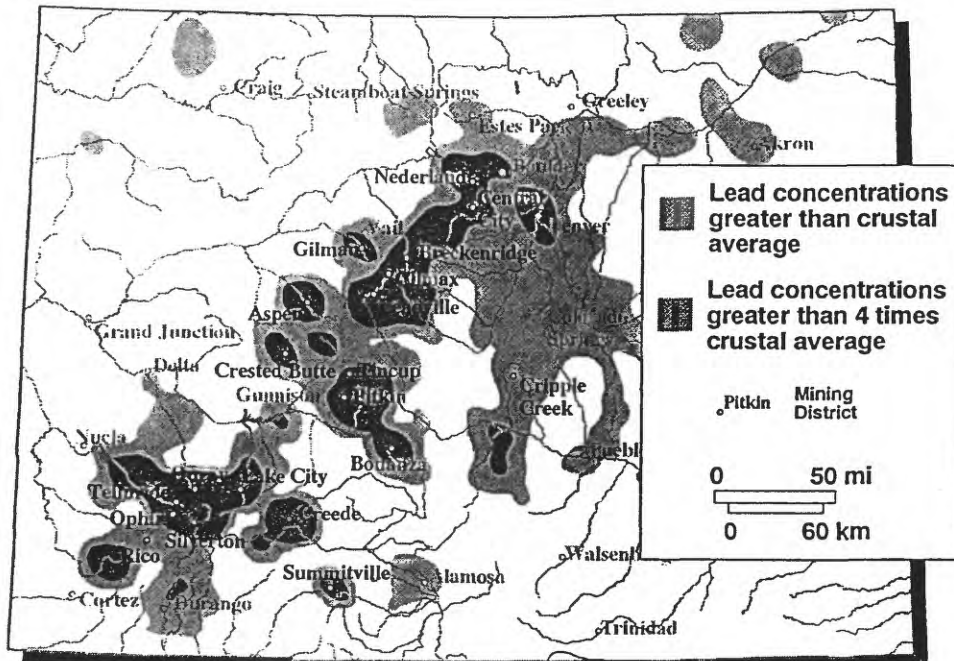 Craig
Steamboat Springs
Greeley
Estes Park
Akron
Boulder
Nederland
Central
City
Denver
Vail
Gilman
Breckenridge
Climax
Leadville
Aspen
Grand Junction
Crested Butte
Tincup
Delta
Gunnison
Pitkin
Cripple
Creek
Springs
Pueblo
Nucla
Bonanza
Lake City
Telluride
Ophir
Creede
Silverton
Rico
Summitville
Alamosa
Cortez
Durango
Trinidad
Lead concentrations
greater than crustal
average
Lead concentrations
greater than 4 times
crustal average
Pitkin
Mining
District
0 50 mi
0 60 km